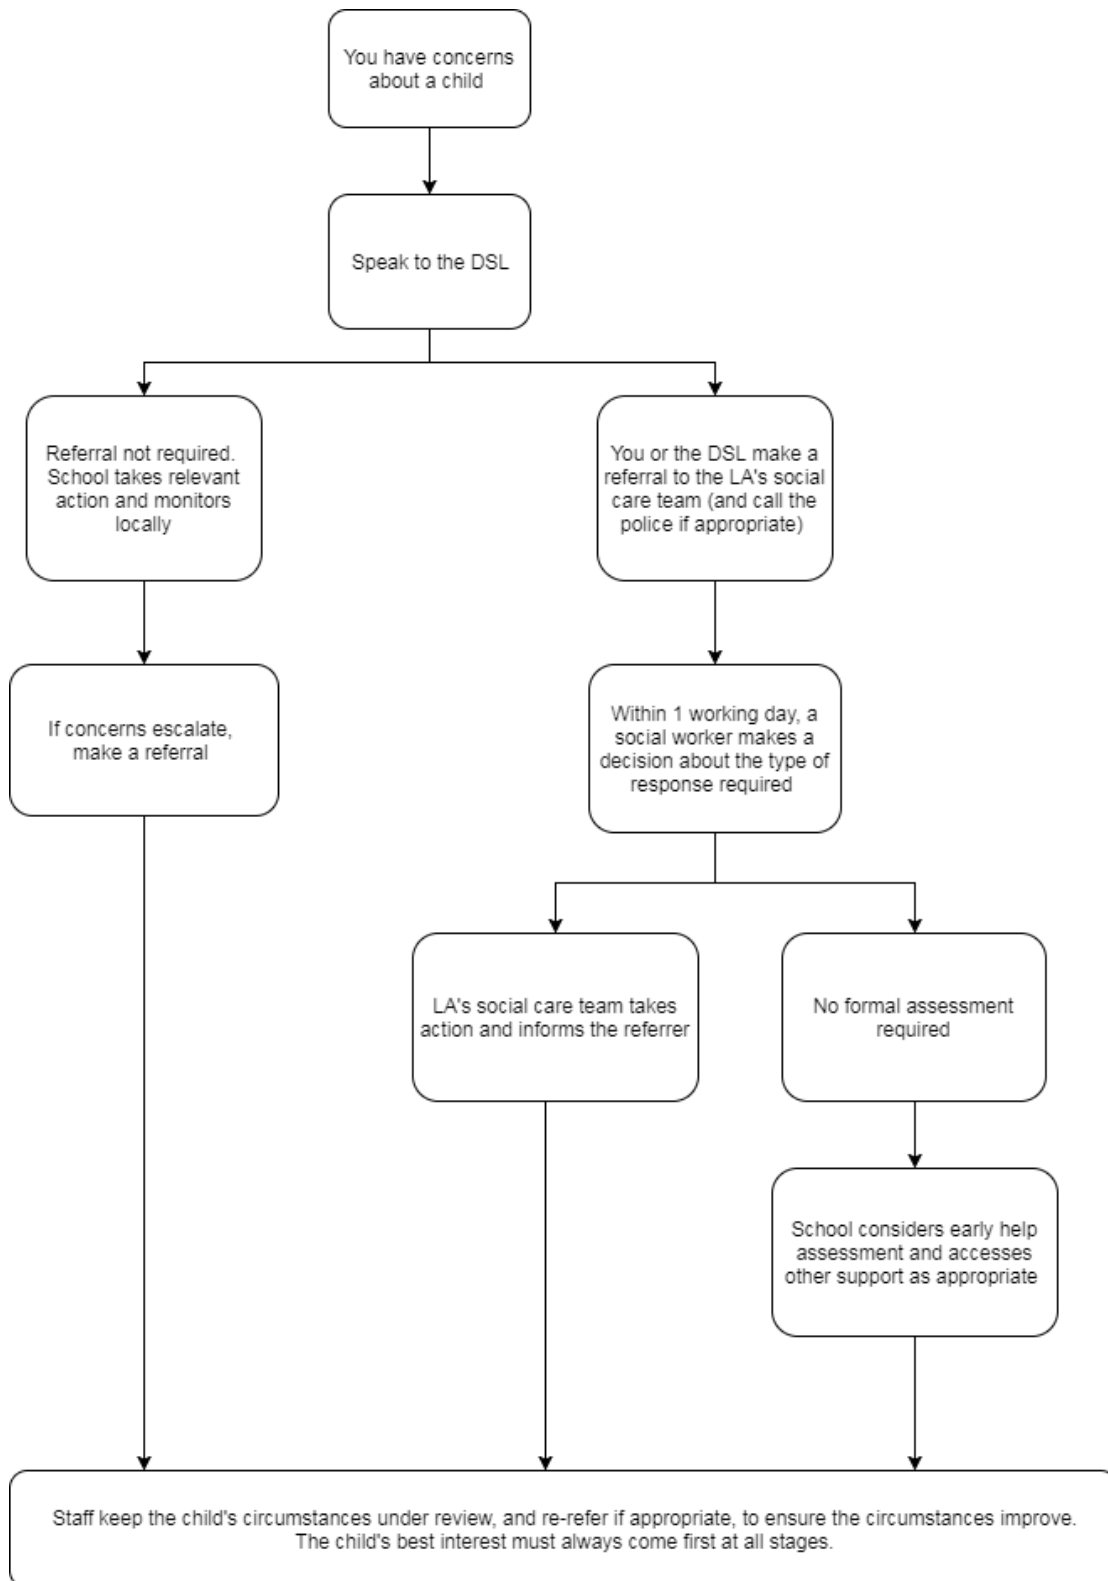 You have concerns
about a child
Speak to the DSL
Referral not required.
School takes relevant
action and monitors
locally
You or the DSL make a
referral to the LA's social
care team (and call the
police if appropriate)
If concerns escalate,
make a referral
Within 1 working day, a
social worker makes a
decision about the type of
response required
LA's social care team takes
action and informs the referrer
No formal assessment
required
School considers early help
assessment and accesses
other support as appropriate
Staff keep the child's circumstances under review, and re-refer if appropriate, to ensure the circumstances improve.
The child's best interest must always come first at all stages.